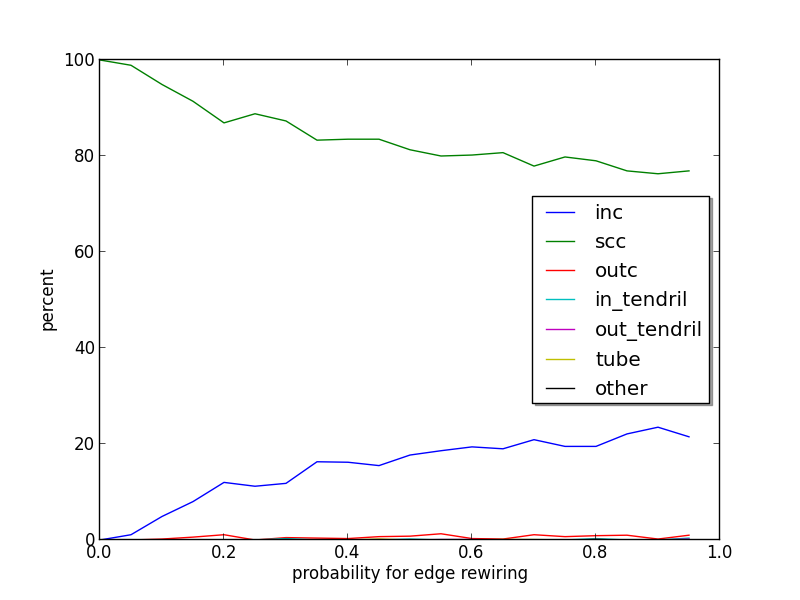 100
80
60
40
20
0
percent
inc
scc
outc
in_tendril
out_tendril
tube
other
0.0 0.2 0.4 0.6 0.8 1.0
probability for edge rewiring